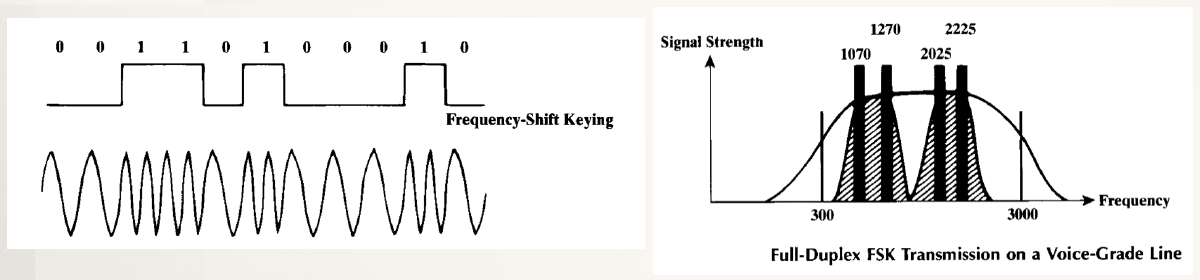 0 0 1 1 0 1 0 0 0 1 0
Frequency-Shift Keying
1270 2225
Signal Strength
1070 2025
Frequency
300 3000
Full-Duplex FSK Transmission on a Voice-Grade Line